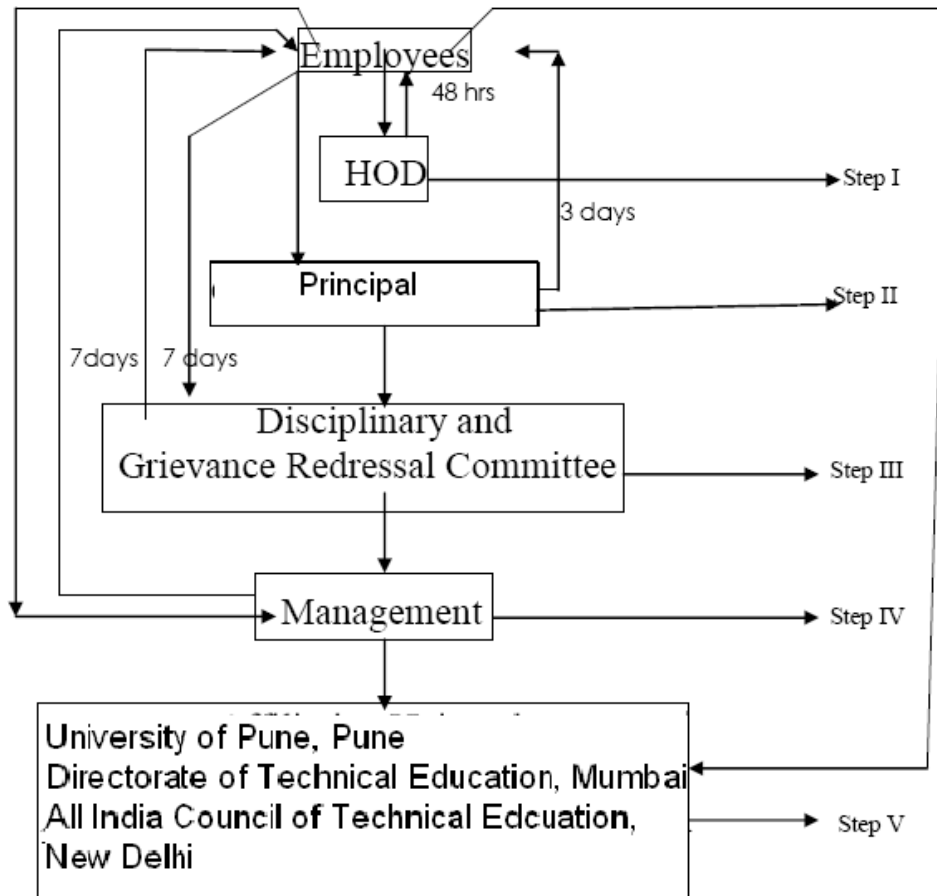 Employees
48 hrs
HOD
Step I
3 days
Principal
Step II
7days
7 days
Disciplinary and
Grievance Redressal Committee
Step III
Management
Step IV
University of Pune, Pune
Directorate of Technical Education, Mumbai
All India Council of Technical Edcuation,
New Delhi
Step V